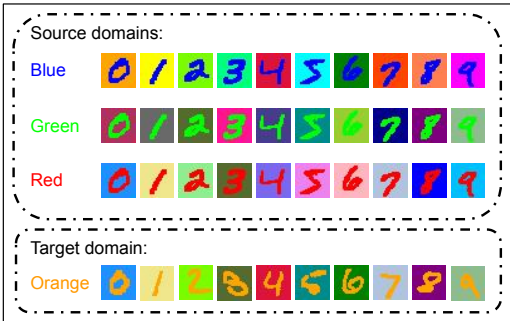 Source domains:
Blue 0 1 2 3 4 5 6 7 8 9
Green 0 1 2 3 4 5 6 7 8 9
Red 0 1 2 3 4 5 6 7 8 9
Target domain:
Orange 0 1 2 3 4 5 6 7 8 9